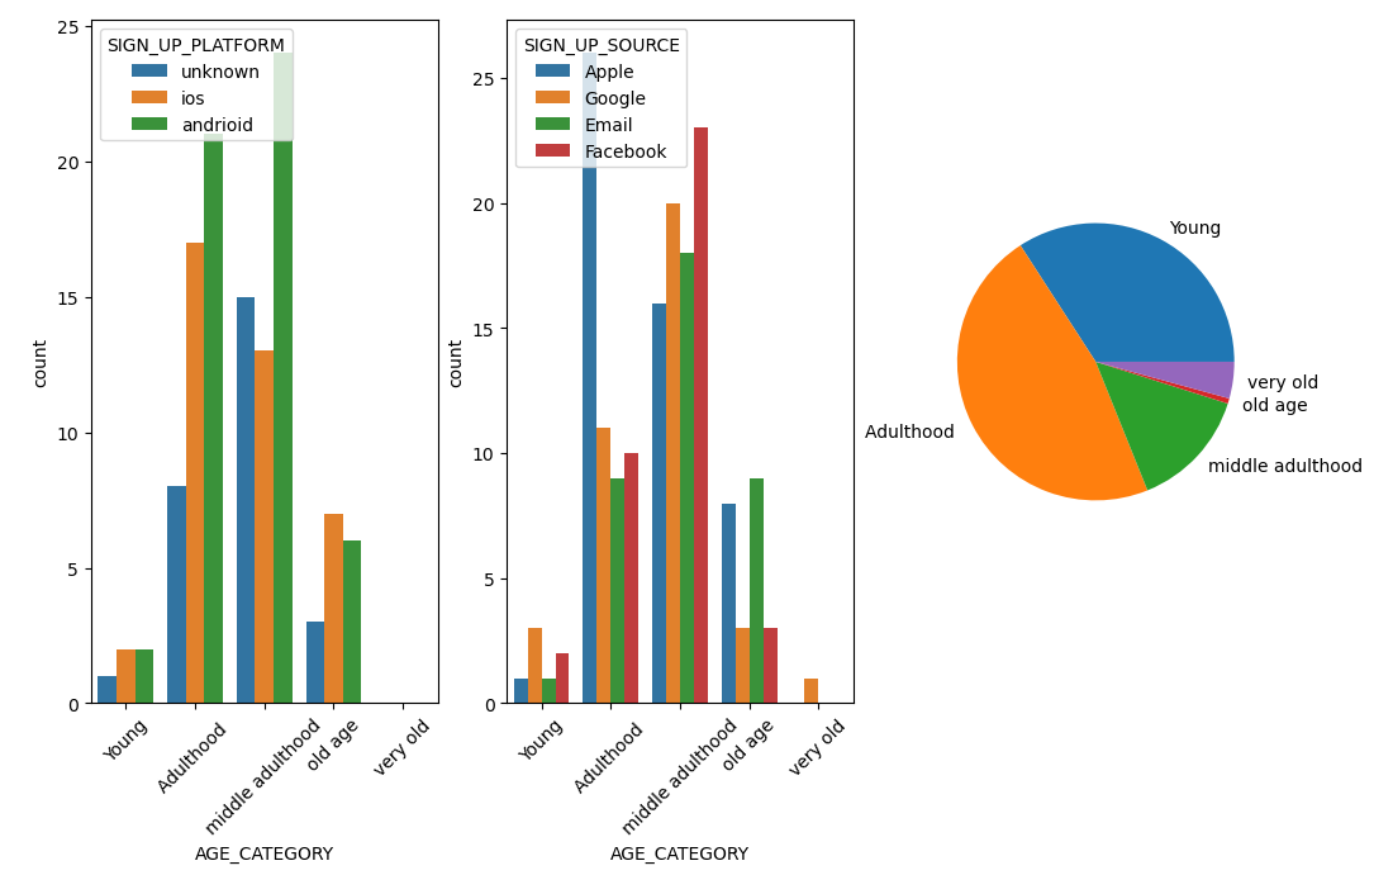 SIGN_UP_PLATFORM
unknown
ios
andrioid
25
20
15
10
5
0
count
Young
Adulthood
middle adulthood
old age
very old
AGE_CATEGORY
SIGN_UP_SOURCE
Apple
Google
Email
Facebook
25
20
15
10
5
0
count
Young
Adulthood
middle adulthood
old age
very old
AGE_CATEGORY
Young
Adulthood
very old
old age
middle adulthood